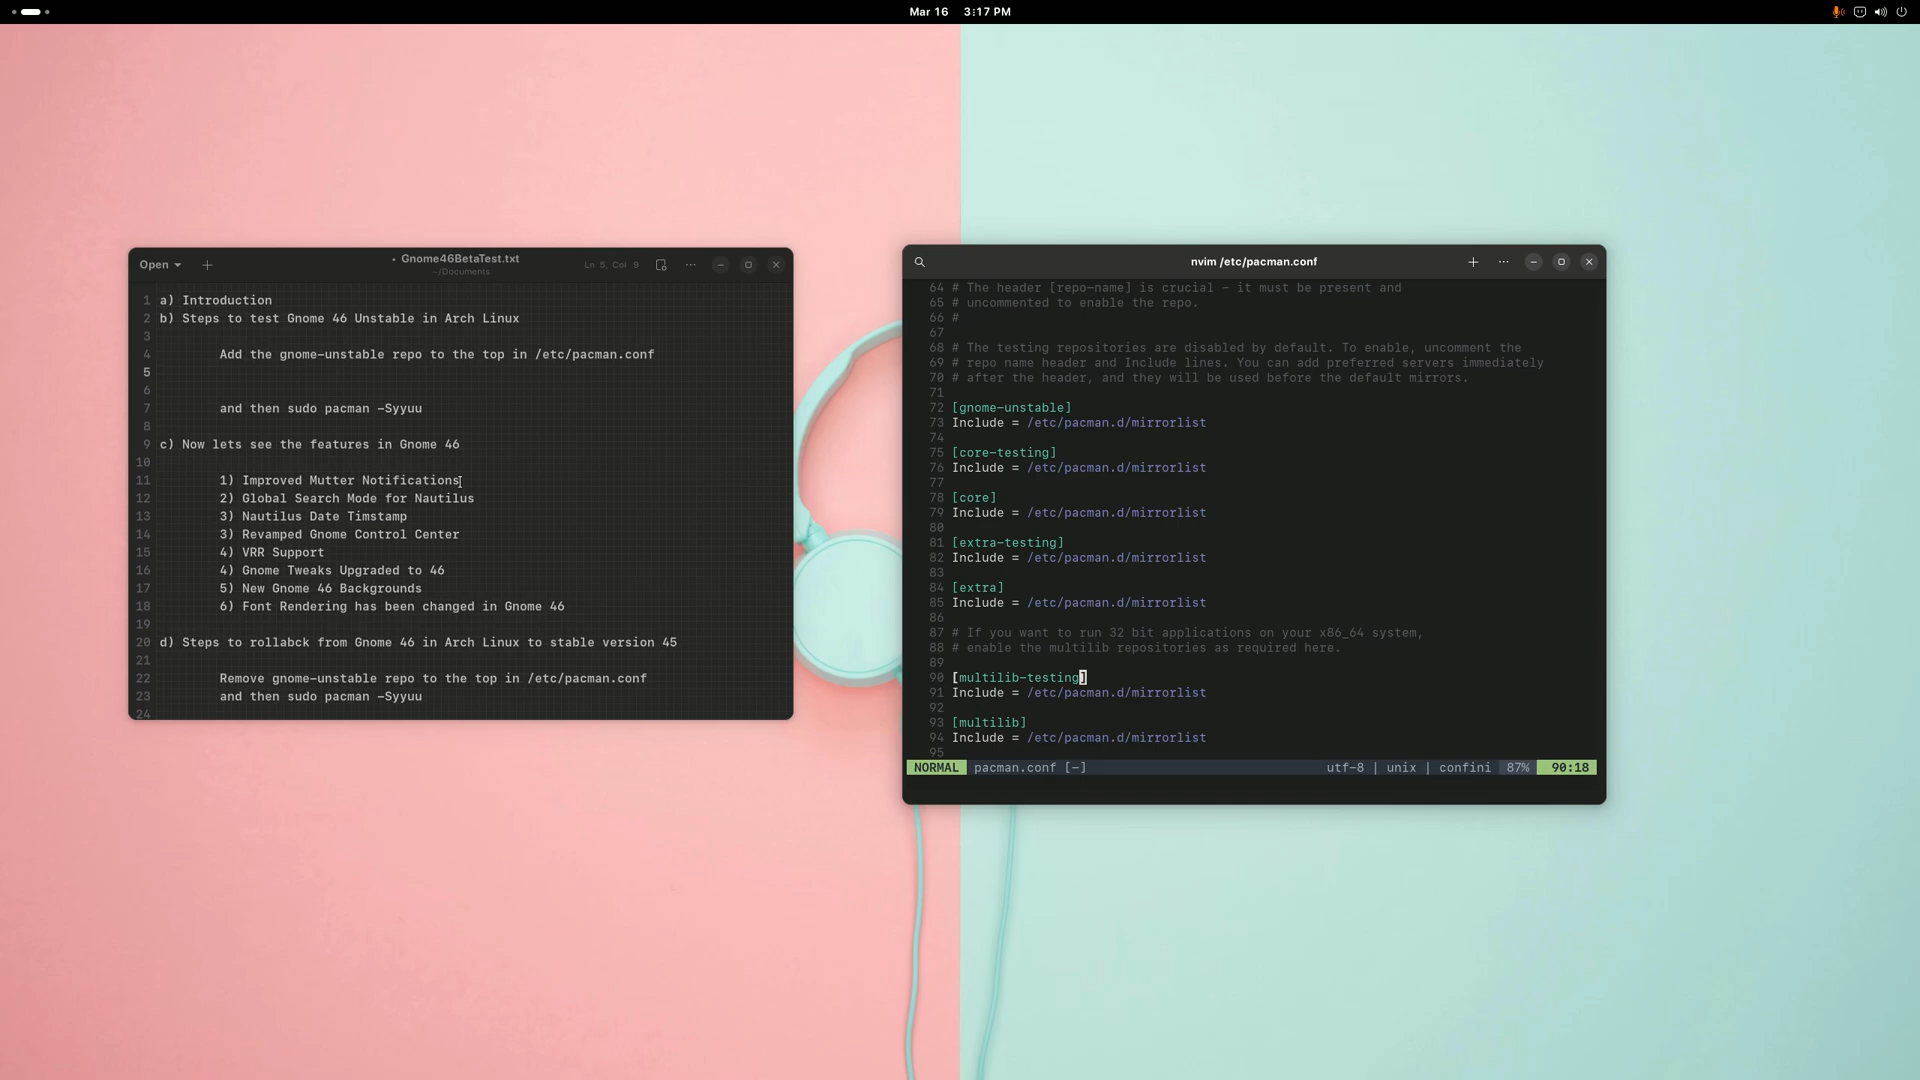 Mar 16 3:17 PM
Open
• Gnome46BetaTest.txt
~/Documents
Ln 5, Col 9
1 a) Introduction
2 b) Steps to test Gnome 46 Unstable in Arch Linux
3
4 Add the gnome-unstable repo to the top in /etc/pacman.conf
5
6
7 and then sudo pacman -Syyuu
8
9 c) Now lets see the features in Gnome 46
10
11 1) Improved Mutter Notifications
12 2) Global Search Mode for Nautilus
13 3) Nautilus Date Timstamp
14 3) Revamped Gnome Control Center
15 4) VRR Support
16 4) Gnome Tweaks Upgraded to 46
17 5) New Gnome 46 Backgrounds
18 6) Font Rendering has been changed in Gnome 46
19
20 d) Steps to rollabck from Gnome 46 in Arch Linux to stable version 45
21
22 Remove gnome-unstable repo to the top in /etc/pacman.conf
23 and then sudo pacman -Syyuu
24
nvim /etc/pacman.conf
64 # The header [repo-name] is crucial - it must be present and
65 # uncommented to enable the repo.
66 #
67
68 # The testing repositories are disabled by default. To enable, uncomment the
69 # repo name header and Include lines. You can add preferred servers immediately
70 # after the header, and they will be used before the default mirrors.
71
72 [gnome-unstable]
73 Include = /etc/pacman.d/mirrorlist
74
75 [core-testing]
76 Include = /etc/pacman.d/mirrorlist
77
78 [core]
79 Include = /etc/pacman.d/mirrorlist
80
81 [extra-testing]
82 Include = /etc/pacman.d/mirrorlist
83
84 [extra]
85 Include = /etc/pacman.d/mirrorlist
86
87 # If you want to run 32 bit applications on your x86_64 system,
88 # enable the multilib repositories as required here.
89
90 [multilib-testing]
91 Include = /etc/pacman.d/mirrorlist
92
93 [multilib]
94 Include = /etc/pacman.d/mirrorlist
95
NORMAL pacman.conf [-] utf-8 | unix | confini 87% 90:18